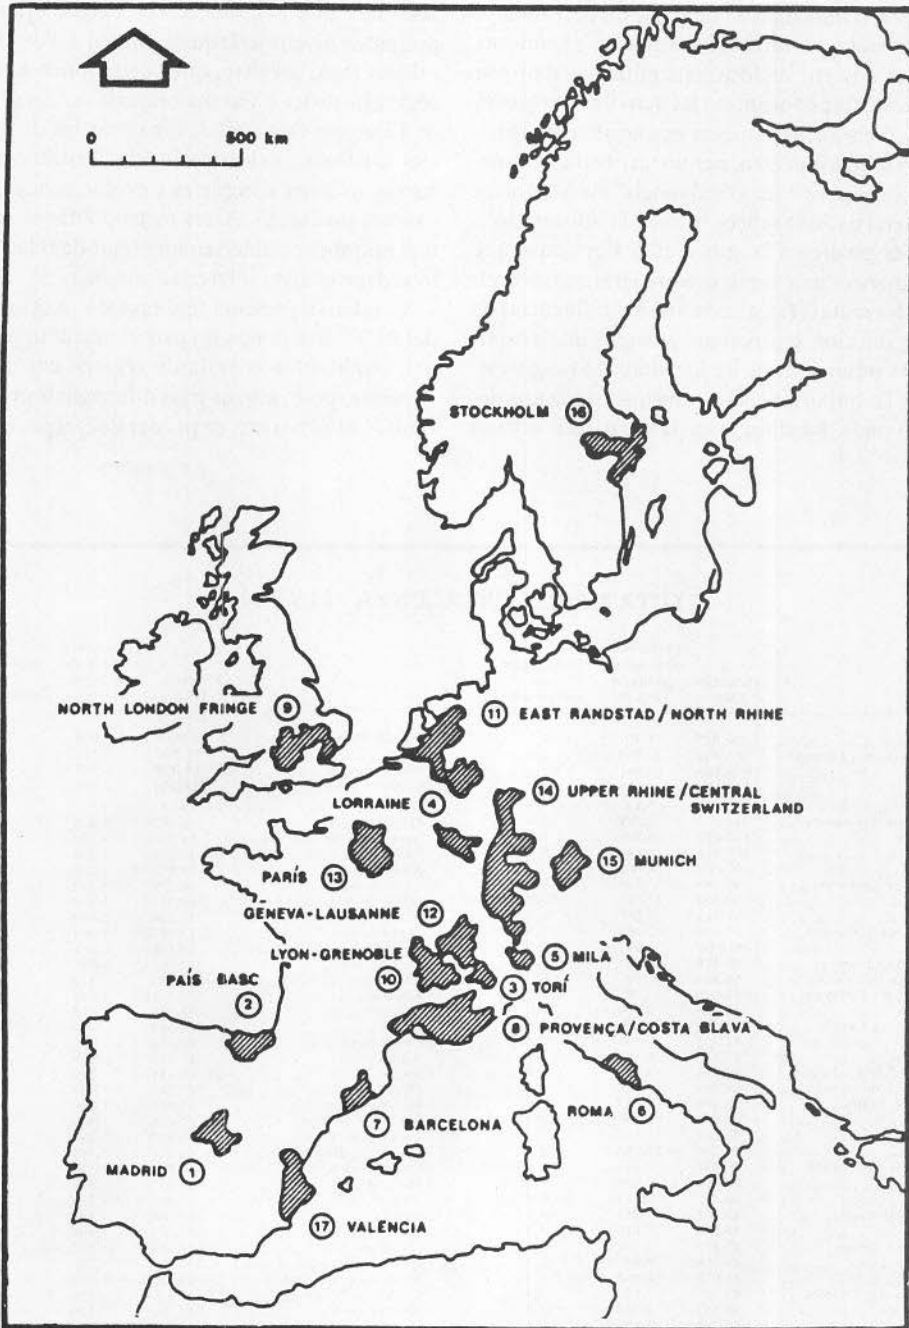 0 500 km
STOCKHOLM 16
NORTH LONDON FRINGE 9
11 EAST RANDSTAD/NORTH RHINE
14 UPPER RHINE/CENTRAL
SWITZERLAND
LORRAINE 4
15 MUNICH
PARÍS 13
GENEVA-LAUSANNE 12
LYON-GRENOBLE 10
5 MILA
3 TORÍ
PAÍS BASC
2
8 PROVENÇA/COSTA BLAVA
ROMA 6
7 BARCELONA
MADRID 1
17 VALENCIA